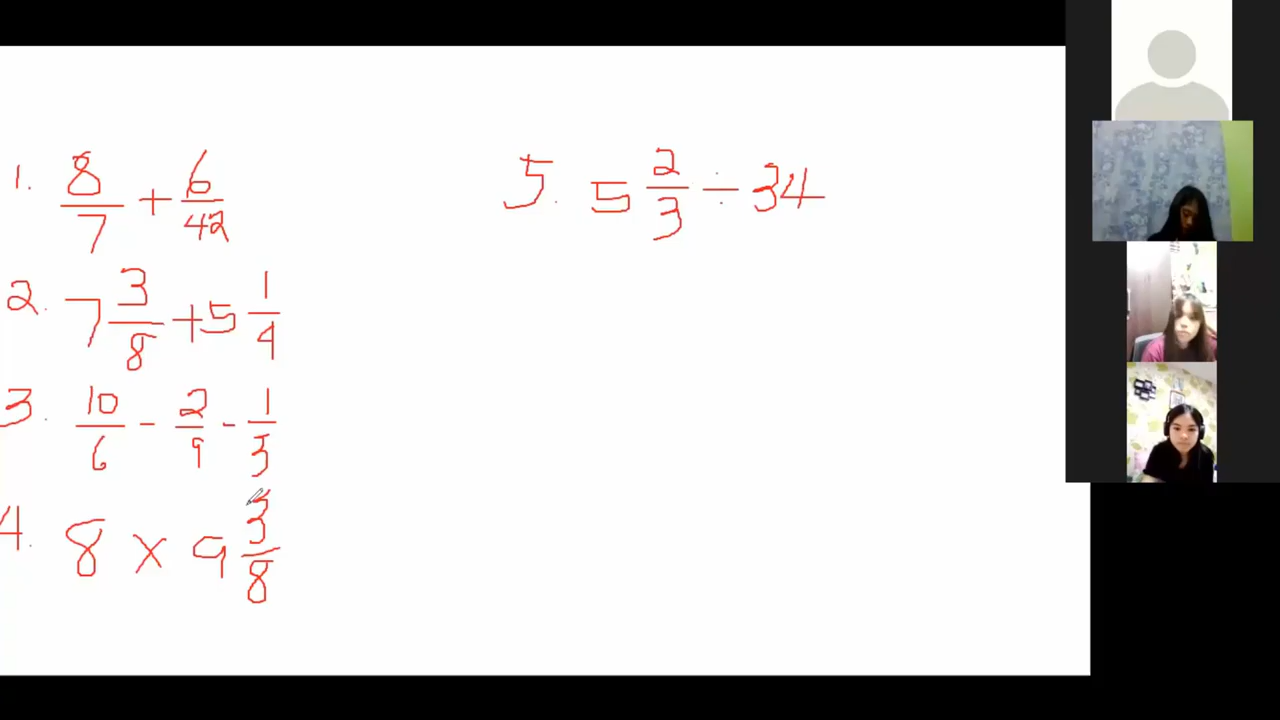 1. 8/7 + 6/42
2. 7 3/8 + 5 1/4
3. 10/6 - 2/9 - 1/3
4. 8 × 9 3/8
5. 5 2/3 ÷ 34